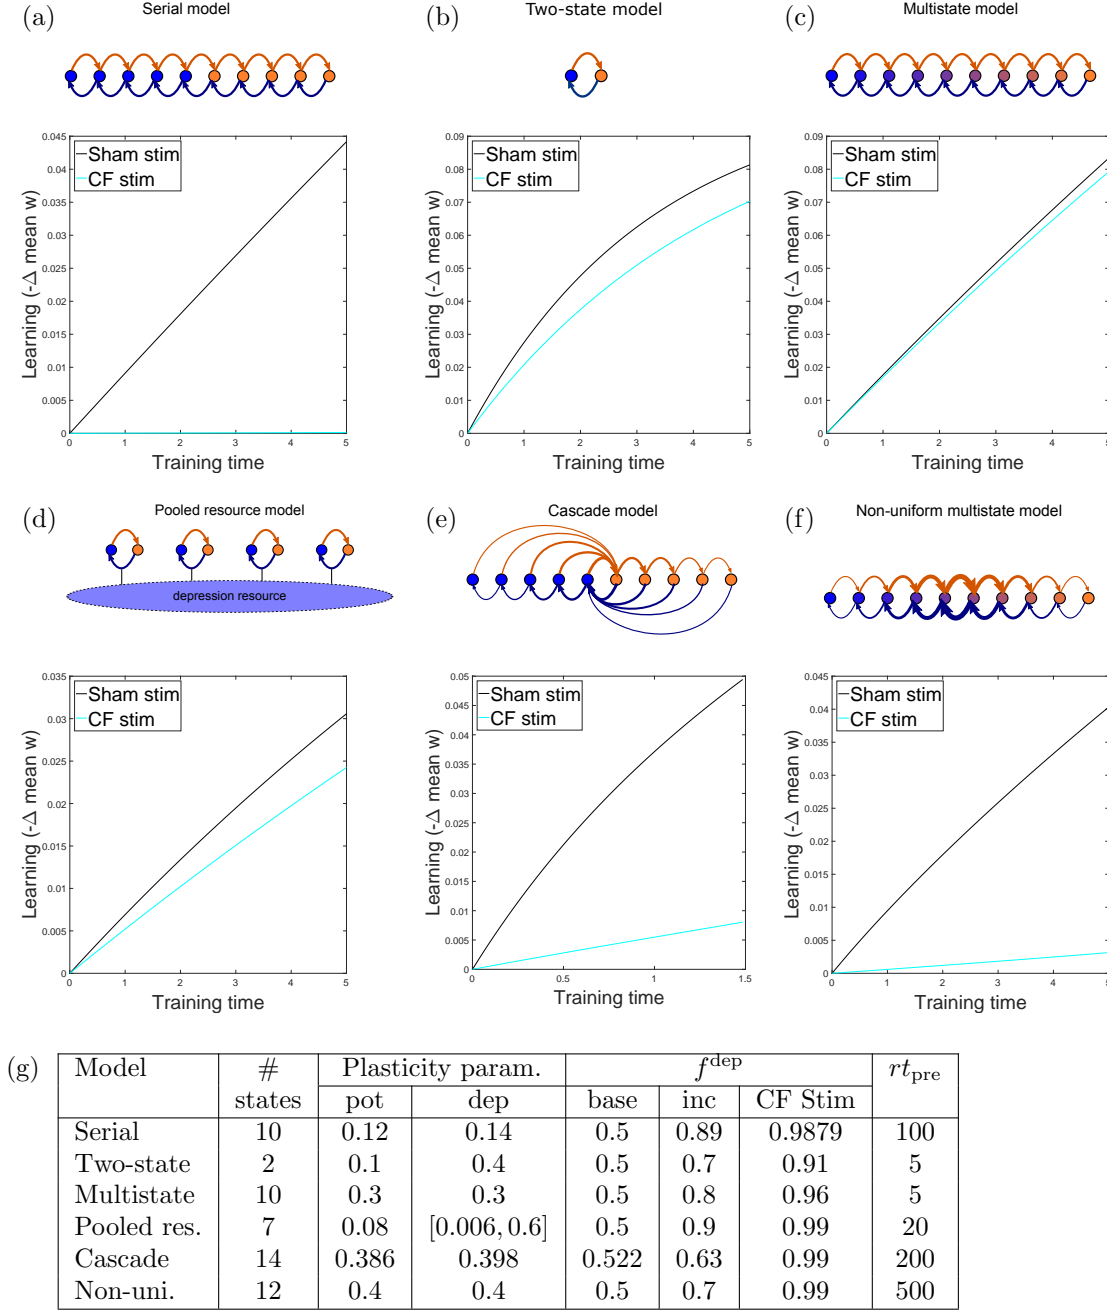 (a) Serial model
Sham stim
CF stim
0.045
0.04
0.035
0.03
0.025
0.02
0.015
0.01
0.005
0
0 1 2 3 4 5
Learning (-Δ mean w)
Training time
(b) Two-state model
Sham stim
CF stim
0.09
0.08
0.07
0.06
0.05
0.04
0.03
0.02
0.01
0
0 1 2 3 4 5
Learning (-Δ mean w)
Training time
(c) Multistate model
Sham stim
CF stim
0.09
0.08
0.07
0.06
0.05
0.04
0.03
0.02
0.01
0
0 1 2 3 4 5
Learning (-Δ mean w)
Training time
(d) Pooled resource model
depression resource
Sham stim
CF stim
0.035
0.03
0.025
0.02
0.015
0.01
0.005
0
0 1 2 3 4 5
Learning (-Δ mean w)
Training time
(e) Cascade model
Sham stim
CF stim
0.05
0.045
0.04
0.035
0.03
0.025
0.02
0.015
0.01
0.005
0
0 0.5 1 1.5
Learning (-Δ mean w)
Training time
(f) Non-uniform multistate model
Sham stim
CF stim
0.045
0.04
0.035
0.03
0.025
0.02
0.015
0.01
0.005
0
0 1 2 3 4 5
Learning (-Δ mean w)
Training time
(g) Model # Plasticity param. f^dep rt_pre
states pot dep base inc CF Stim
Serial 10 0.12 0.14 0.5 0.89 0.9879 100
Two-state 2 0.1 0.4 0.5 0.7 0.91 5
Multistate 10 0.3 0.3 0.5 0.8 0.96 5
Pooled res. 7 0.08 [0.006, 0.6] 0.5 0.9 0.99 20
Cascade 14 0.386 0.398 0.522 0.63 0.99 200
Non-uni. 12 0.4 0.4 0.5 0.7 0.99 500